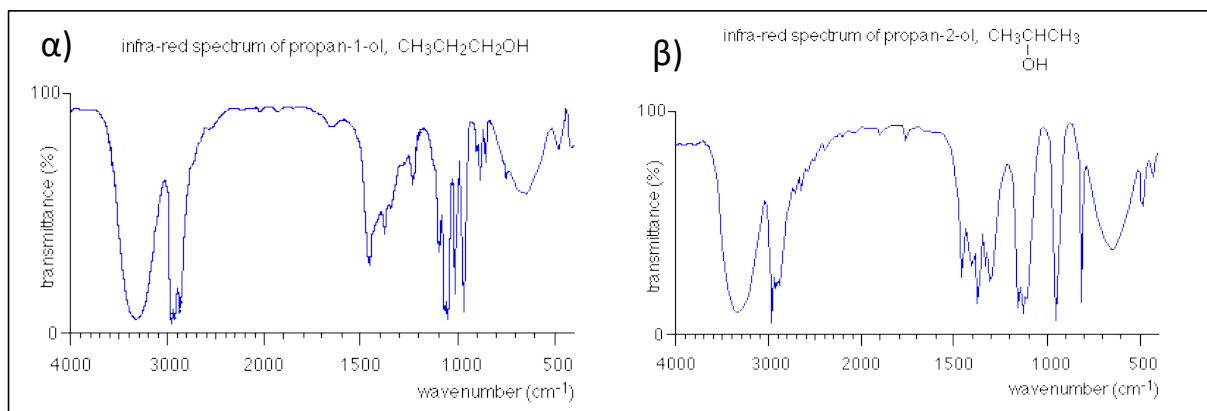 α)
infra-red spectrum of propan-1-ol, CH3CH2CH2OH
100
transmittance (%)
0
4000 3000 2000 1500 1000 500
wavenumber (cm-1)
β)
infra-red spectrum of propan-2-ol, CH3CHCH3
OH
100
transmittance (%)
0
4000 3000 2000 1500 1000 500
wavenumber (cm-1)